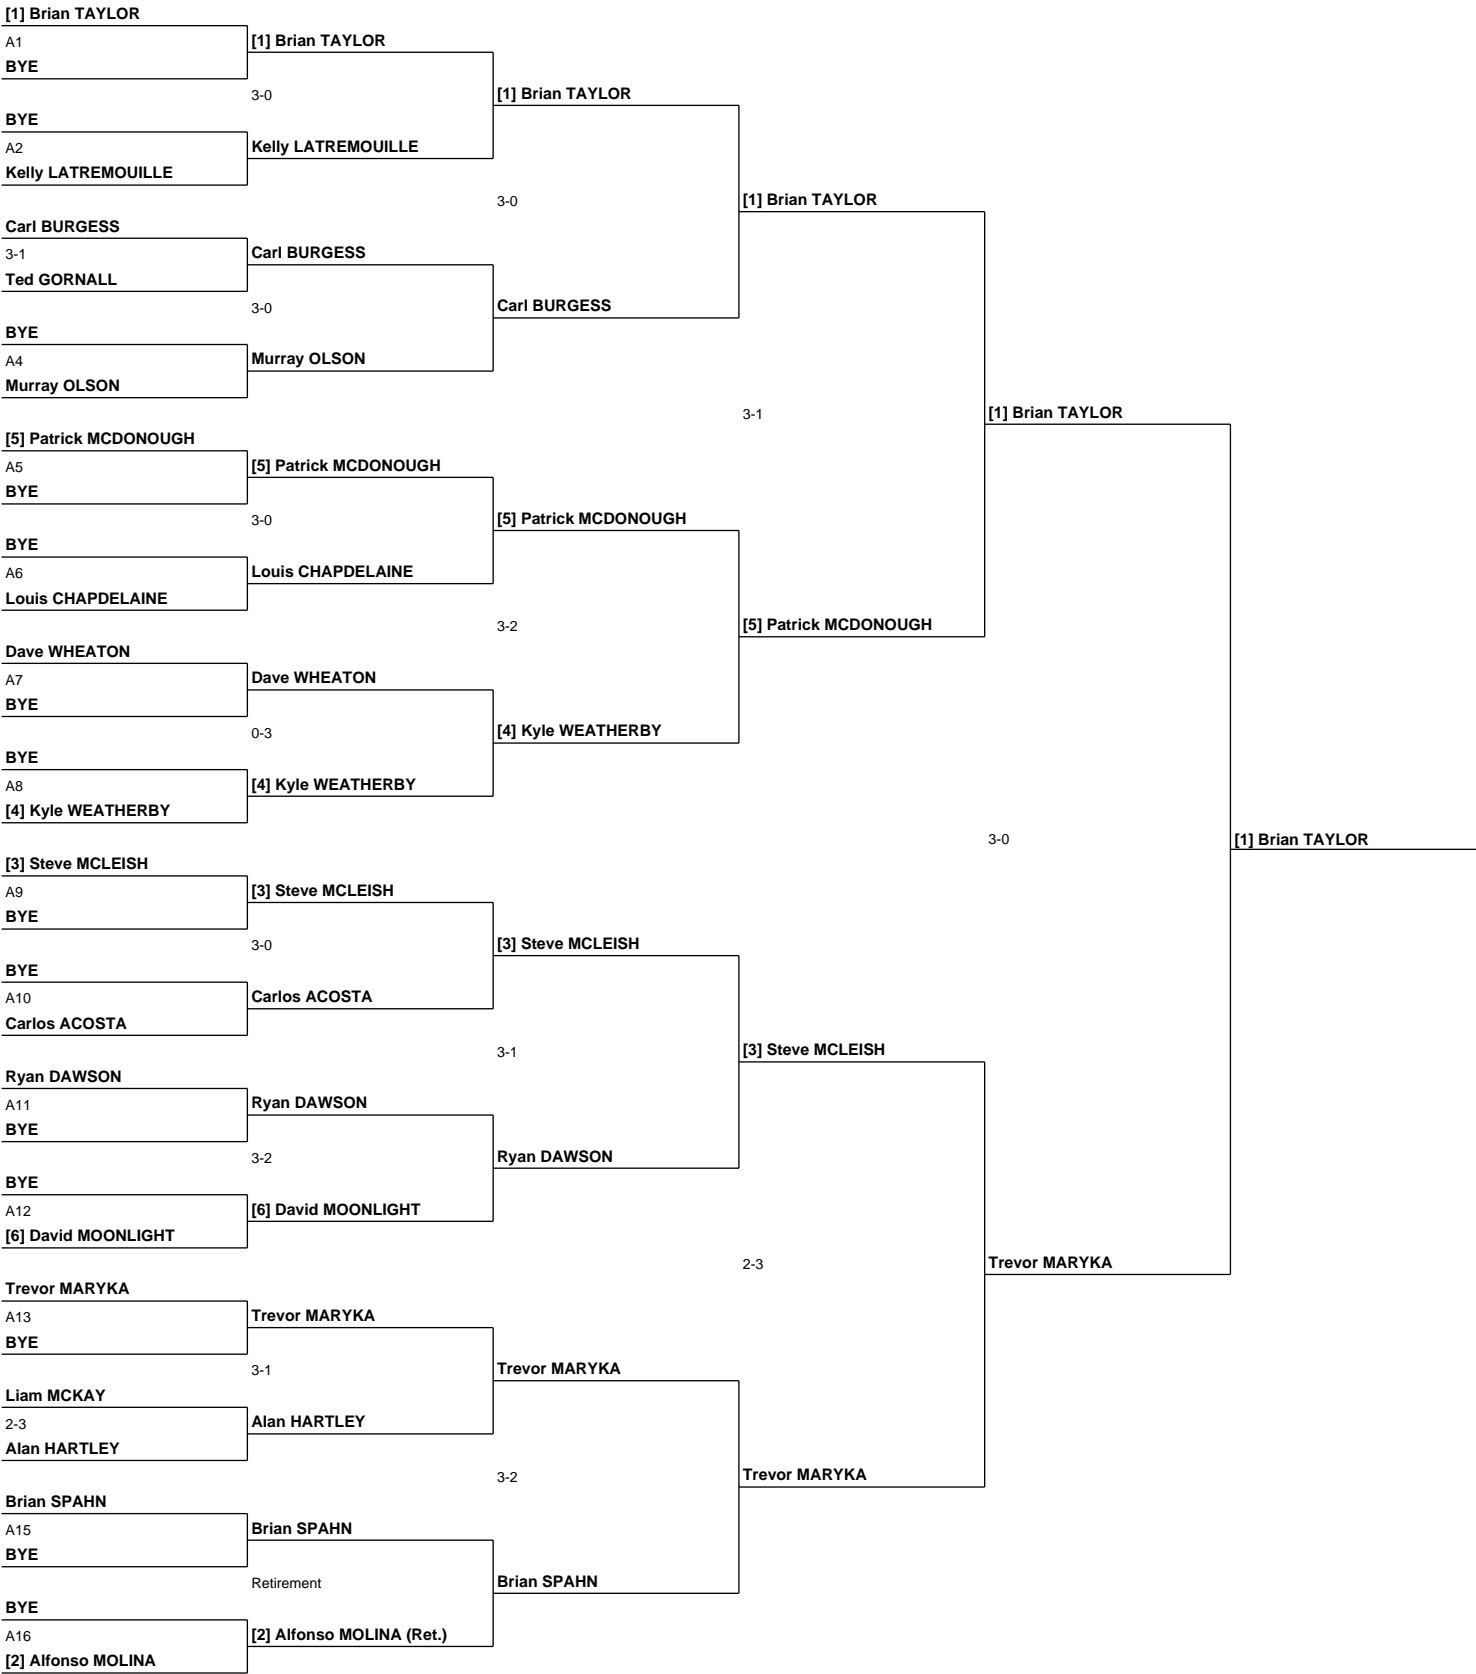 [1] Brian TAYLOR
A1
BYE
BYE
A2
Kelly LATREMOUILLE
Carl BURGESS
3-1
Ted GORNALL
BYE
A4
Murray OLSON
[5] Patrick MCDONOUGH
A5
BYE
BYE
A6
Louis CHAPDELAINE
Dave WHEATON
A7
BYE
BYE
A8
[4] Kyle WEATHERBY
[3] Steve MCLEISH
A9
BYE
BYE
A10
Carlos ACOSTA
Ryan DAWSON
A11
BYE
BYE
A12
[6] David MOONLIGHT
Trevor MARYKA
A13
BYE
Liam MCKAY
2-3
Alan HARTLEY
Brian SPAHN
A15
BYE
BYE
A16
[2] Alfonso MOLINA
[1] Brian TAYLOR
3-0
Kelly LATREMOUILLE
Carl BURGESS
3-0
Murray OLSON
[5] Patrick MCDONOUGH
3-0
Louis CHAPDELAINE
Dave WHEATON
0-3
[4] Kyle WEATHERBY
[3] Steve MCLEISH
3-0
Carlos ACOSTA
Ryan DAWSON
3-2
[6] David MOONLIGHT
Trevor MARYKA
3-1
Alan HARTLEY
Brian SPAHN
Retirement
[2] Alfonso MOLINA (Ret.)
[1] Brian TAYLOR
3-0
Carl BURGESS
[5] Patrick MCDONOUGH
3-2
[4] Kyle WEATHERBY
[3] Steve MCLEISH
3-1
Ryan DAWSON
Trevor MARYKA
3-2
Brian SPAHN
[1] Brian TAYLOR
3-1
[5] Patrick MCDONOUGH
[3] Steve MCLEISH
2-3
Trevor MARYKA
[1] Brian TAYLOR
3-0
Trevor MARYKA
[1] Brian TAYLOR